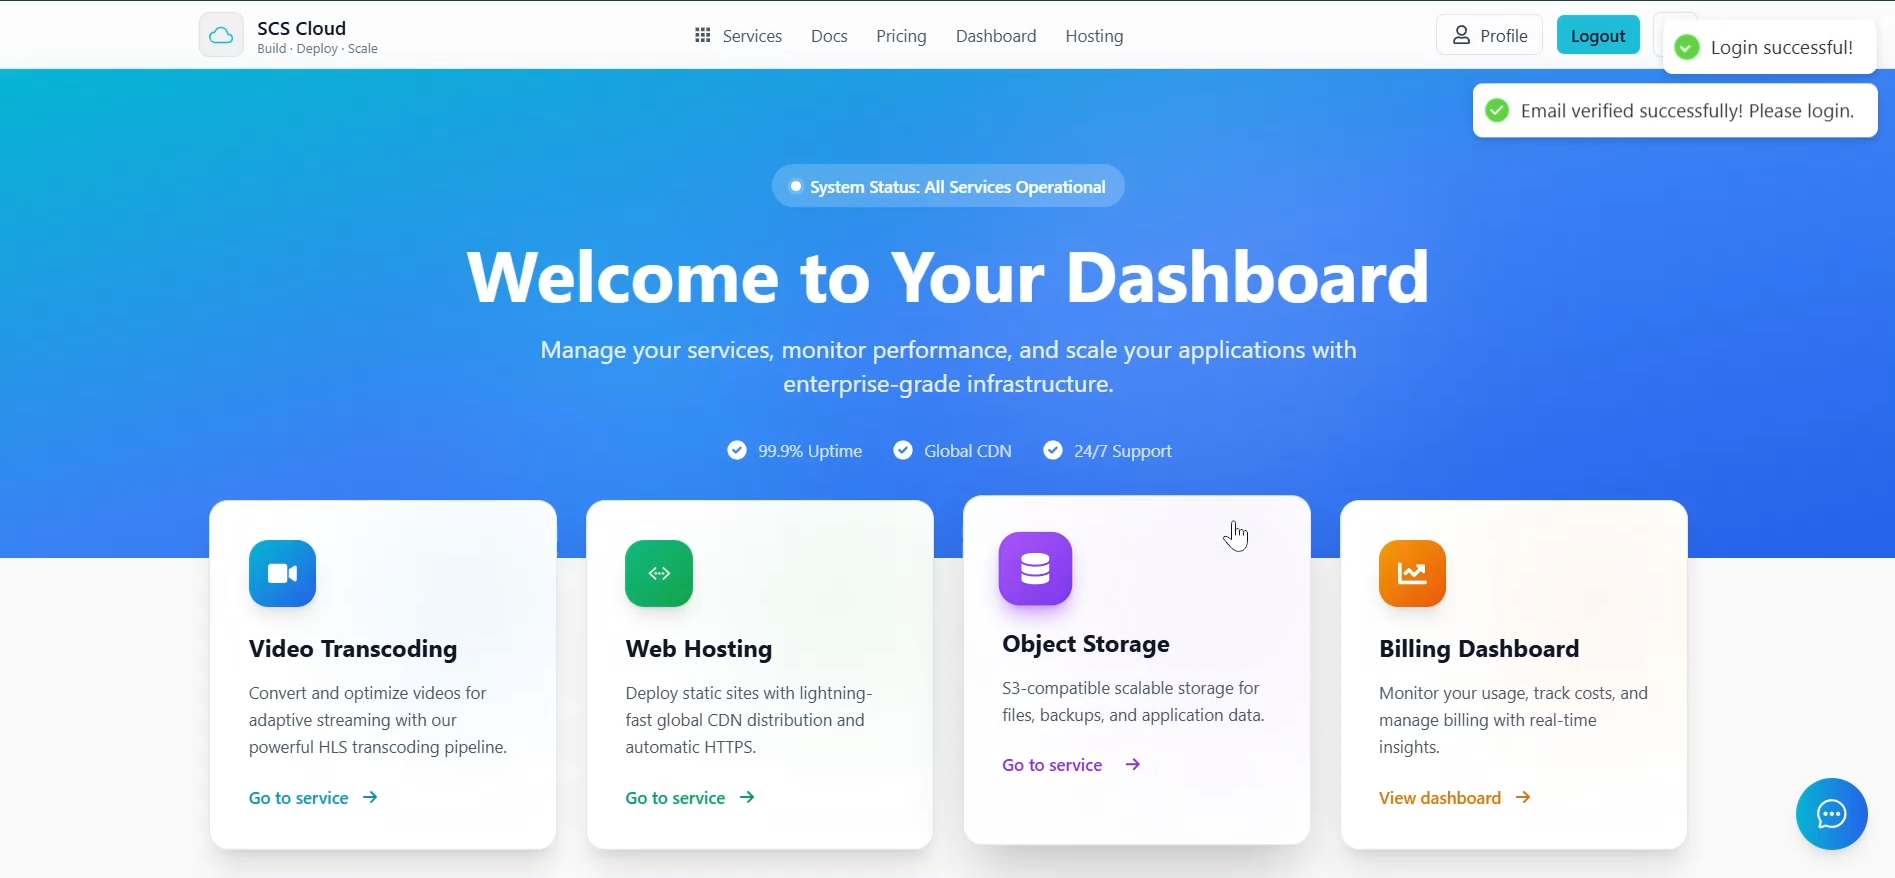 SCS Cloud
Build · Deploy · Scale
Services
Docs
Pricing
Dashboard
Hosting
Profile
Logout
Login successful!
Email verified successfully! Please login.
System Status: All Services Operational
Welcome to Your Dashboard
Manage your services, monitor performance, and scale your applications with
enterprise-grade infrastructure.
99.9% Uptime
Global CDN
24/7 Support
Video Transcoding
Convert and optimize videos for
adaptive streaming with our
powerful HLS transcoding pipeline.
Go to service
Web Hosting
Deploy static sites with lightning-
fast global CDN distribution and
automatic HTTPS.
Go to service
Object Storage
S3-compatible scalable storage for
files, backups, and application data.
Go to service
Billing Dashboard
Monitor your usage, track costs, and
manage billing with real-time
insights.
View dashboard